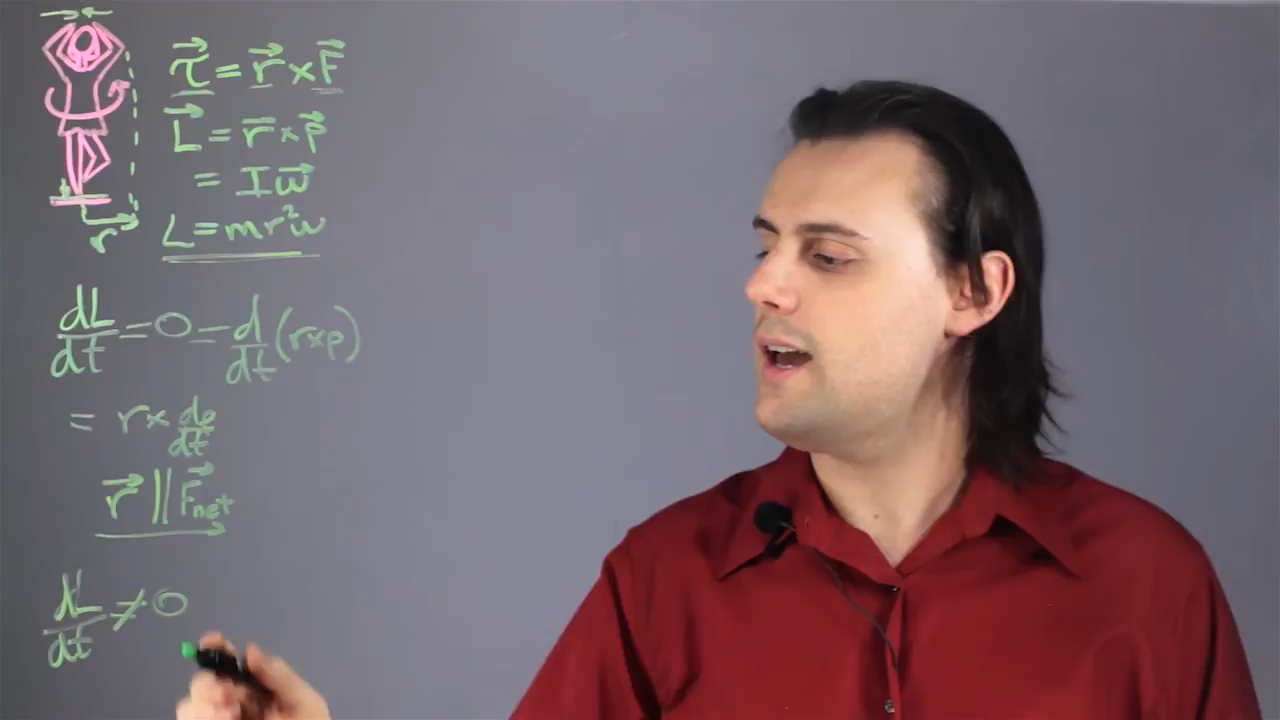 τ⃗ = r⃗ × F⃗
L⃗ = r⃗ × p⃗
= Iω⃗
L = mr²ω
r
dL/dt = 0 = d/dt (r×p)
= r × dp/dt
r⃗ ∥ F⃗net
dL/dt ≠ 0